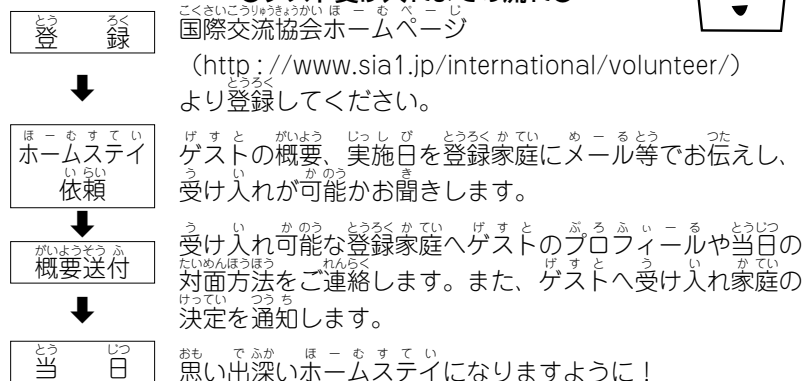 登録
国際交流協会ホームページ
（http://www.sia1.jp/international/volunteer/）
より登録してください。
ホームステイ
依頼
ゲストの概要、実施日を登録家庭にメール等でお伝えし、
受け入れが可能かお聞きします。
概要送付
受け入れ可能な登録家庭へゲストのプロフィールや当日の
対面方法をご連絡します。また、ゲストへ受け入れ家庭の
決定を通知します。
当日
思い出深いホームステイになりますように！